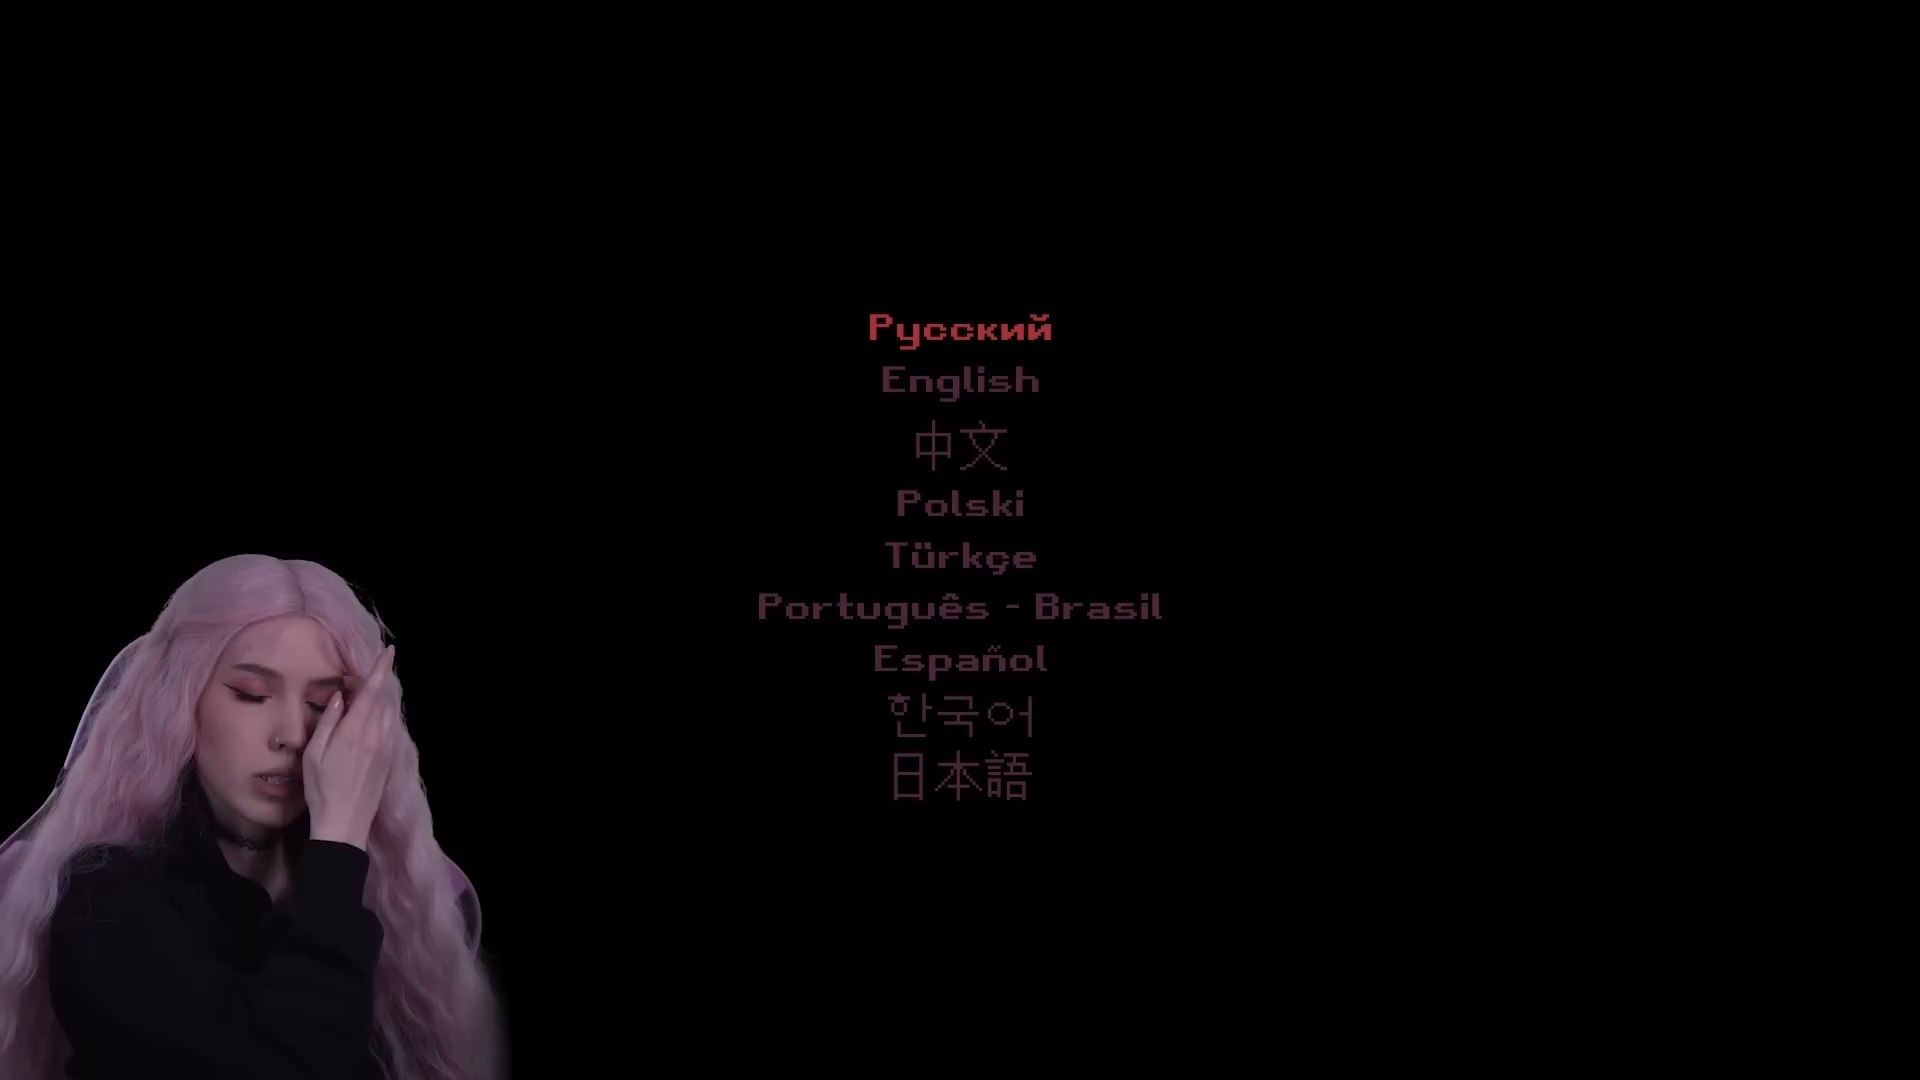 Русский
English
中文
Polski
Türkçe
Português - Brasil
Español
한국어
日本語